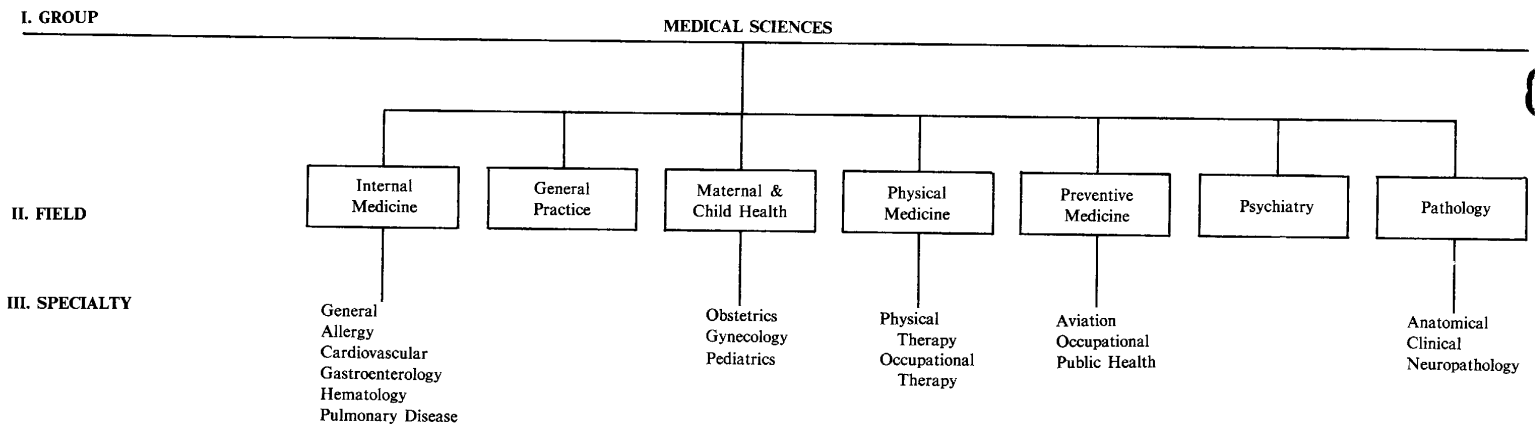 I. GROUP
MEDICAL SCIENCES
II. FIELD
Internal
Medicine
General
Practice
Maternal &
Child Health
Physical
Medicine
Preventive
Medicine
Psychiatry
Pathology
III. SPECIALTY
General
Allergy
Cardiovascular
Gastroenterology
Hematology
Pulmonary Disease
Obstetrics
Gynecology
Pediatrics
Physical
Therapy
Occupational
Therapy
Aviation
Occupational
Public Health
Anatomical
Clinical
Neuropathology